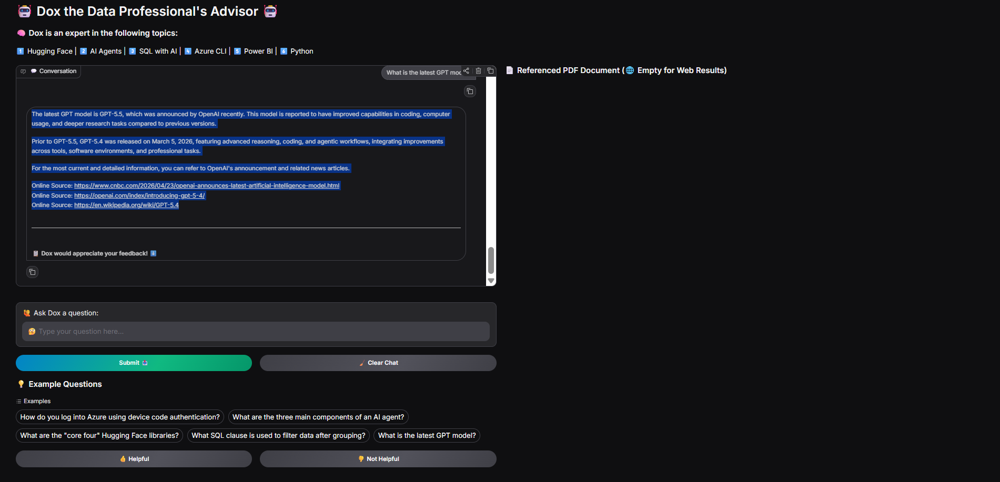 🤖 Dox the Data Professional's Advisor 🤖
🧠 Dox is an expert in the following topics:
1️⃣ Hugging Face | 2️⃣ AI Agents | 3️⃣ SQL with AI | 4️⃣ Azure CLI | 5️⃣ Power BI | 6️⃣ Python
💬 Conversation
What is the latest GPT mod
📄 Referenced PDF Document (🌐 Empty for Web Results)
The latest GPT model is GPT-5.5, which was announced by OpenAI recently. This model is reported to have improved capabilities in coding, computer
usage, and deeper research tasks compared to previous versions.
Prior to GPT-5.5, GPT-5.4 was released on March 5, 2026, featuring advanced reasoning, coding, and agentic workflows, integrating improvements
across tools, software environments, and professional tasks.
For the most current and detailed information, you can refer to OpenAI's announcement and related news articles.
Online Source: https://www.cnbc.com/2026/04/23/openai-announces-latest-artificial-intelligence-model.html
Online Source: https://openai.com/index/introducing-gpt-5-4/
Online Source: https://en.wikipedia.org/wiki/GPT-5.4
📋 Dox would appreciate your feedback! ⬇️
🙋 Ask Dox a question:
🤔 Type your question here...
Submit 📩
🧹 Clear Chat
💡 Example Questions
Examples
How do you log into Azure using device code authentication?
What are the three main components of an AI agent?
What are the "core four" Hugging Face libraries?
What SQL clause is used to filter data after grouping?
What is the latest GPT model?
👍 Helpful
👎 Not Helpful